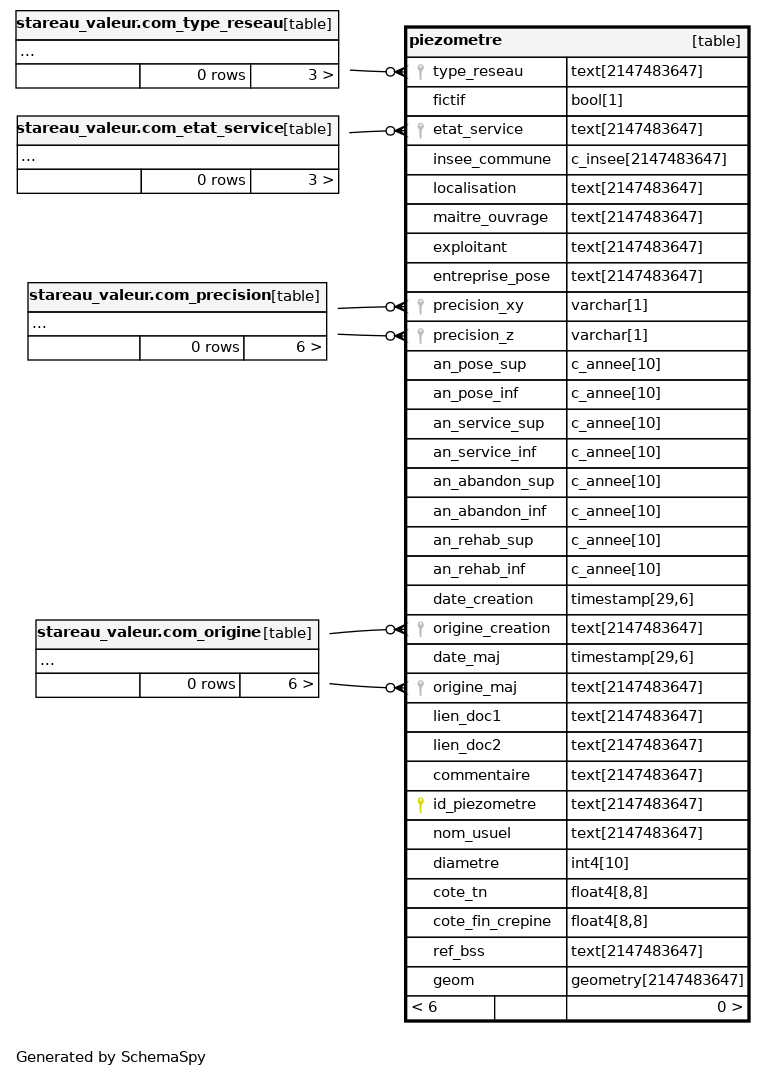 stareau_valeur.com_type_reseau[table]
...
0 rows 3 >
stareau_valeur.com_etat_service[table]
...
0 rows 3 >
stareau_valeur.com_precision[table]
...
0 rows 6 >
stareau_valeur.com_origine[table]
...
0 rows 6 >
piezometre [table]
type_reseau text[2147483647]
fictif bool[1]
etat_service text[2147483647]
insee_commune c_insee[2147483647]
localisation text[2147483647]
maitre_ouvrage text[2147483647]
exploitant text[2147483647]
entreprise_pose text[2147483647]
precision_xy varchar[1]
precision_z varchar[1]
an_pose_sup c_annee[10]
an_pose_inf c_annee[10]
an_service_sup c_annee[10]
an_service_inf c_annee[10]
an_abandon_sup c_annee[10]
an_abandon_inf c_annee[10]
an_rehab_sup c_annee[10]
an_rehab_inf c_annee[10]
date_creation timestamp[29,6]
origine_creation text[2147483647]
date_maj timestamp[29,6]
origine_maj text[2147483647]
lien_doc1 text[2147483647]
lien_doc2 text[2147483647]
commentaire text[2147483647]
id_piezometre text[2147483647]
nom_usuel text[2147483647]
diametre int4[10]
cote_tn float4[8,8]
cote_fin_crepine float4[8,8]
ref_bss text[2147483647]
geom geometry[2147483647]
< 6 0 >
Generated by SchemaSpy